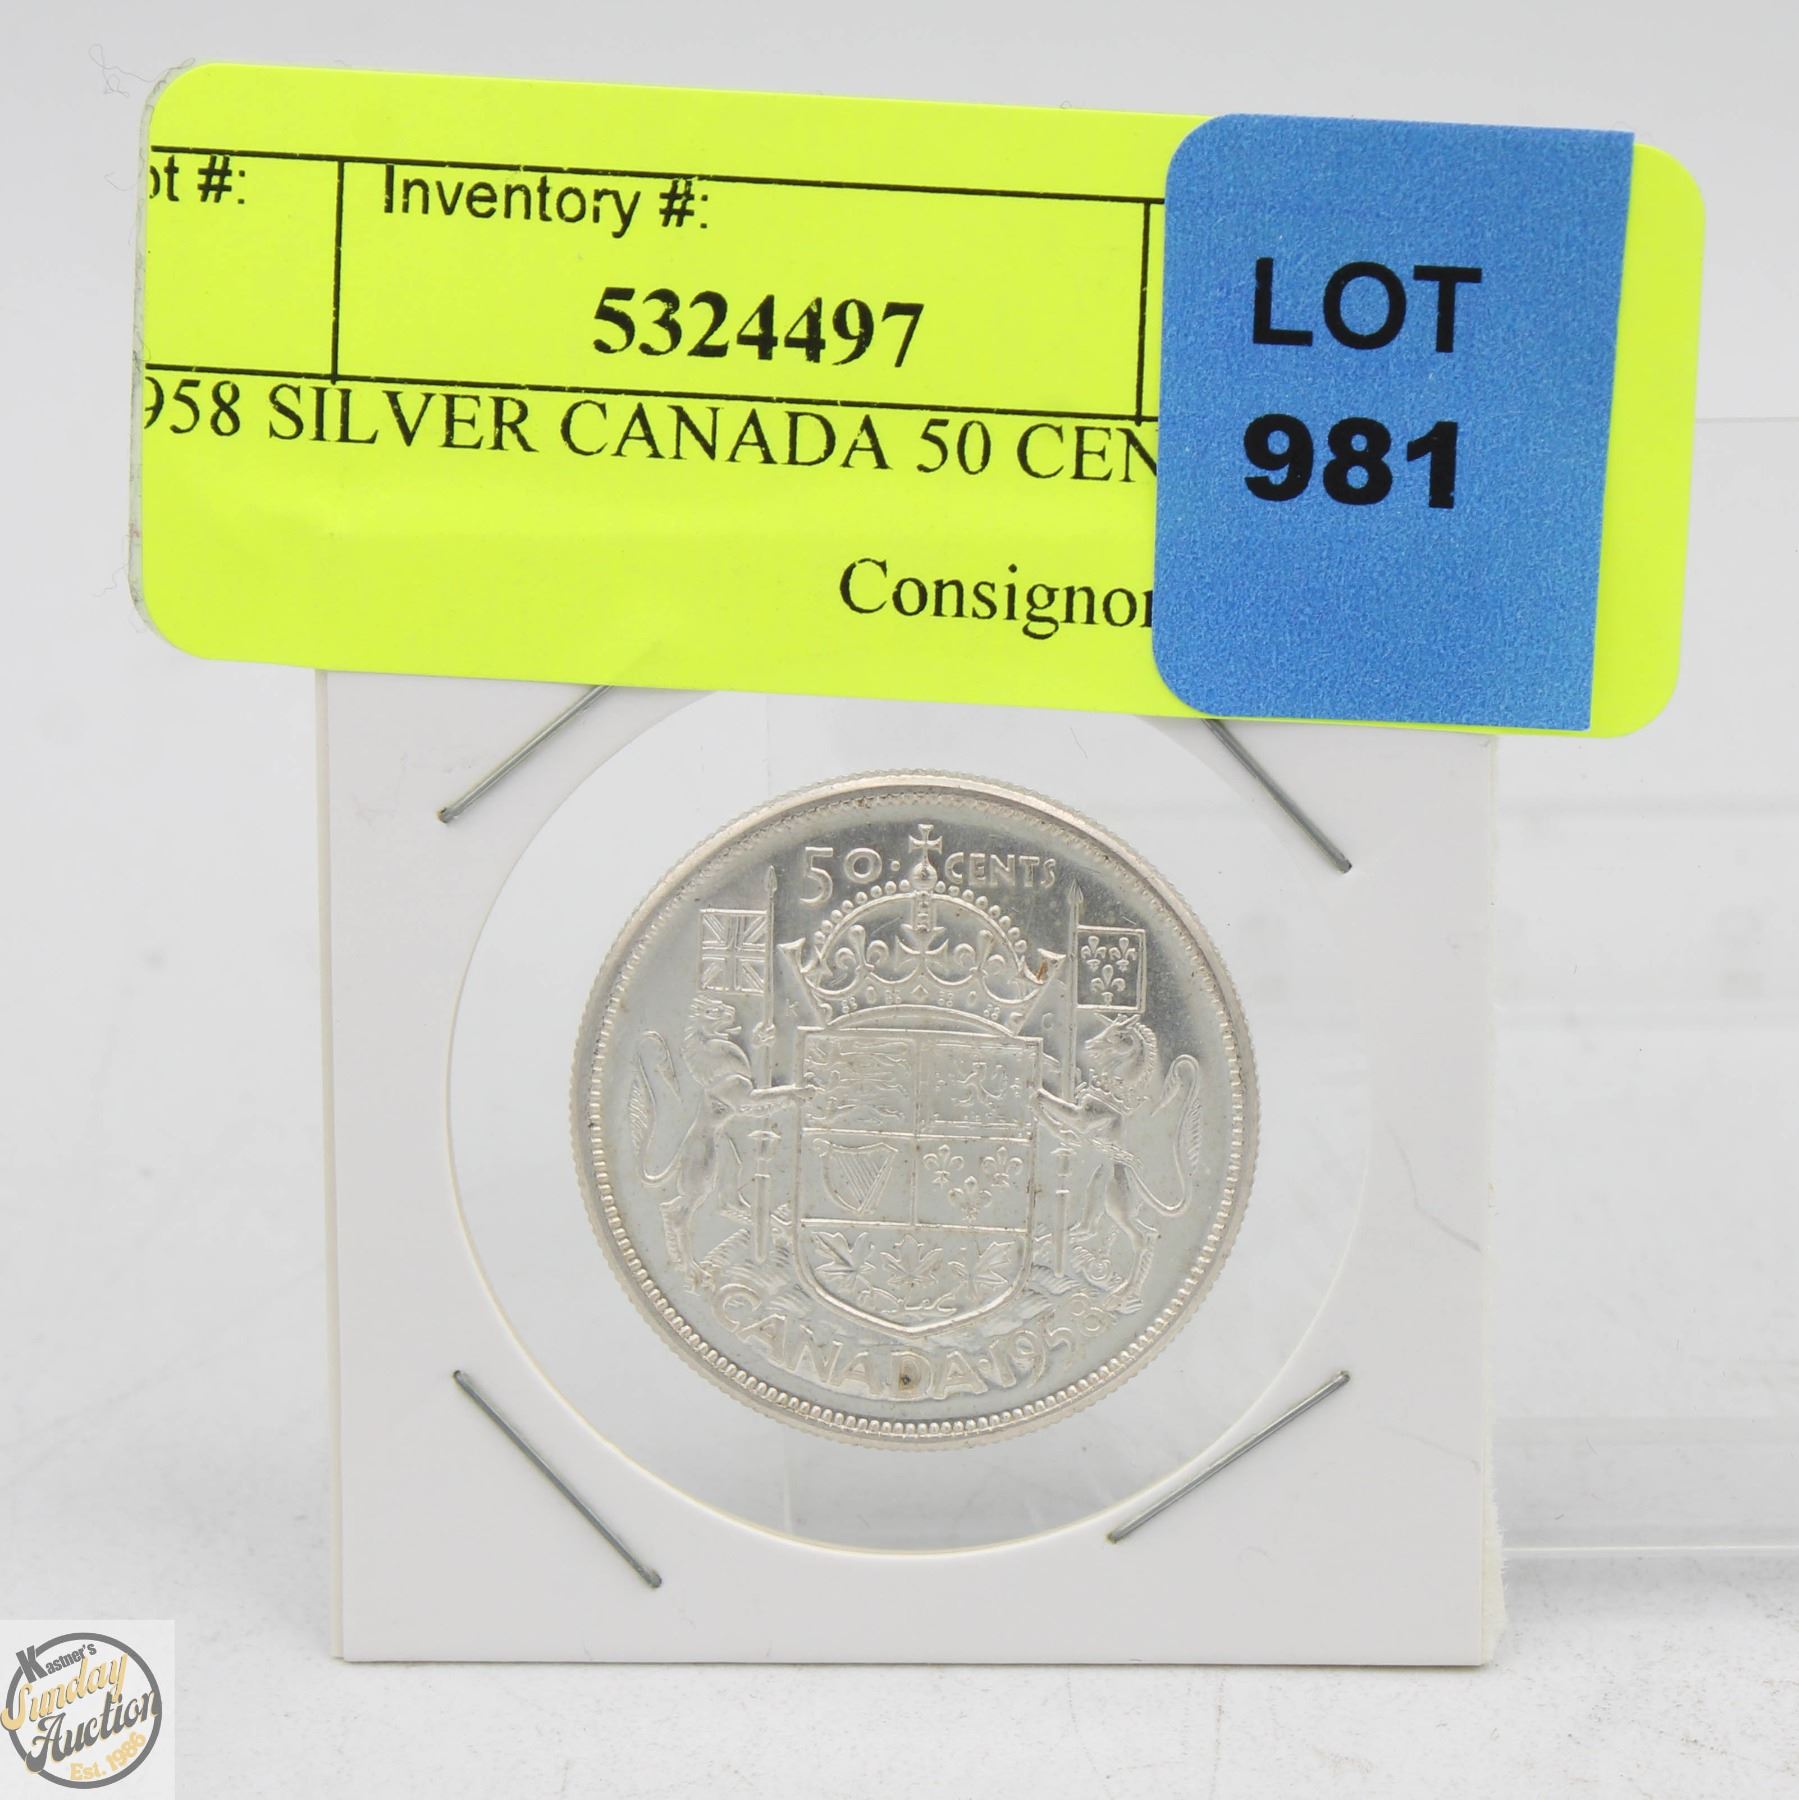 ot #:
Inventory #:
5324497
958 SILVER CANADA 50 CEN
Consignor
LOT
981
50 · CENTS
K G
CANADA · 1958
Kastner's
Sunday
Auction
Est. 1986